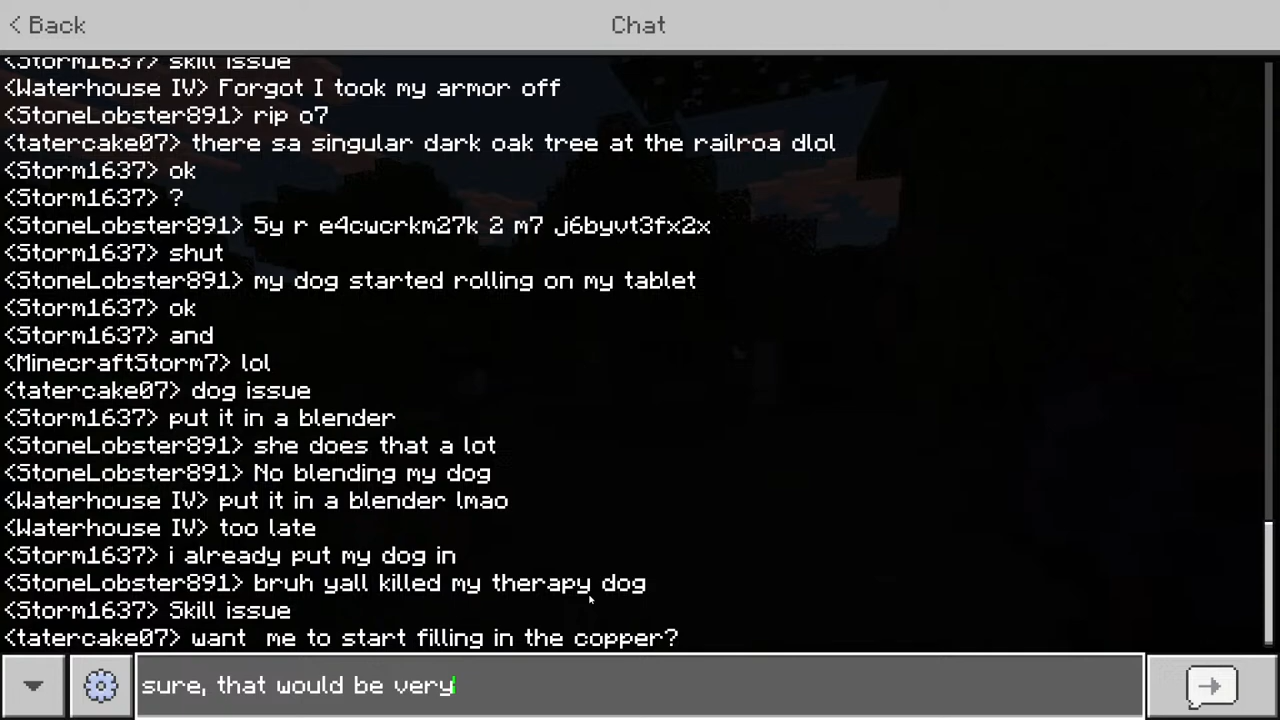 < Back
Chat
<Storm1637> skill issue
<Waterhouse IV> Forgot I took my armor off
<StoneLobster891> rip o7
<tatercake07> there sa singular dark oak tree at the railroa dlol
<Storm1637> ok
<Storm1637> ?
<StoneLobster891> 5y r e4cwcrkm27k 2 m7 j6byvt3fx2x
<Storm1637> shut
<StoneLobster891> my dog started rolling on my tablet
<Storm1637> ok
<Storm1637> and
<MinecraftStorm7> lol
<tatercake07> dog issue
<Storm1637> put it in a blender
<StoneLobster891> she does that a lot
<StoneLobster891> No blending my dog
<Waterhouse IV> put it in a blender lmao
<Waterhouse IV> too late
<Storm1637> i already put my dog in
<StoneLobster891> bruh yall killed my therapy dog
<Storm1637> Skill issue
<tatercake07> want  me to start filling in the copper?
sure, that would be very